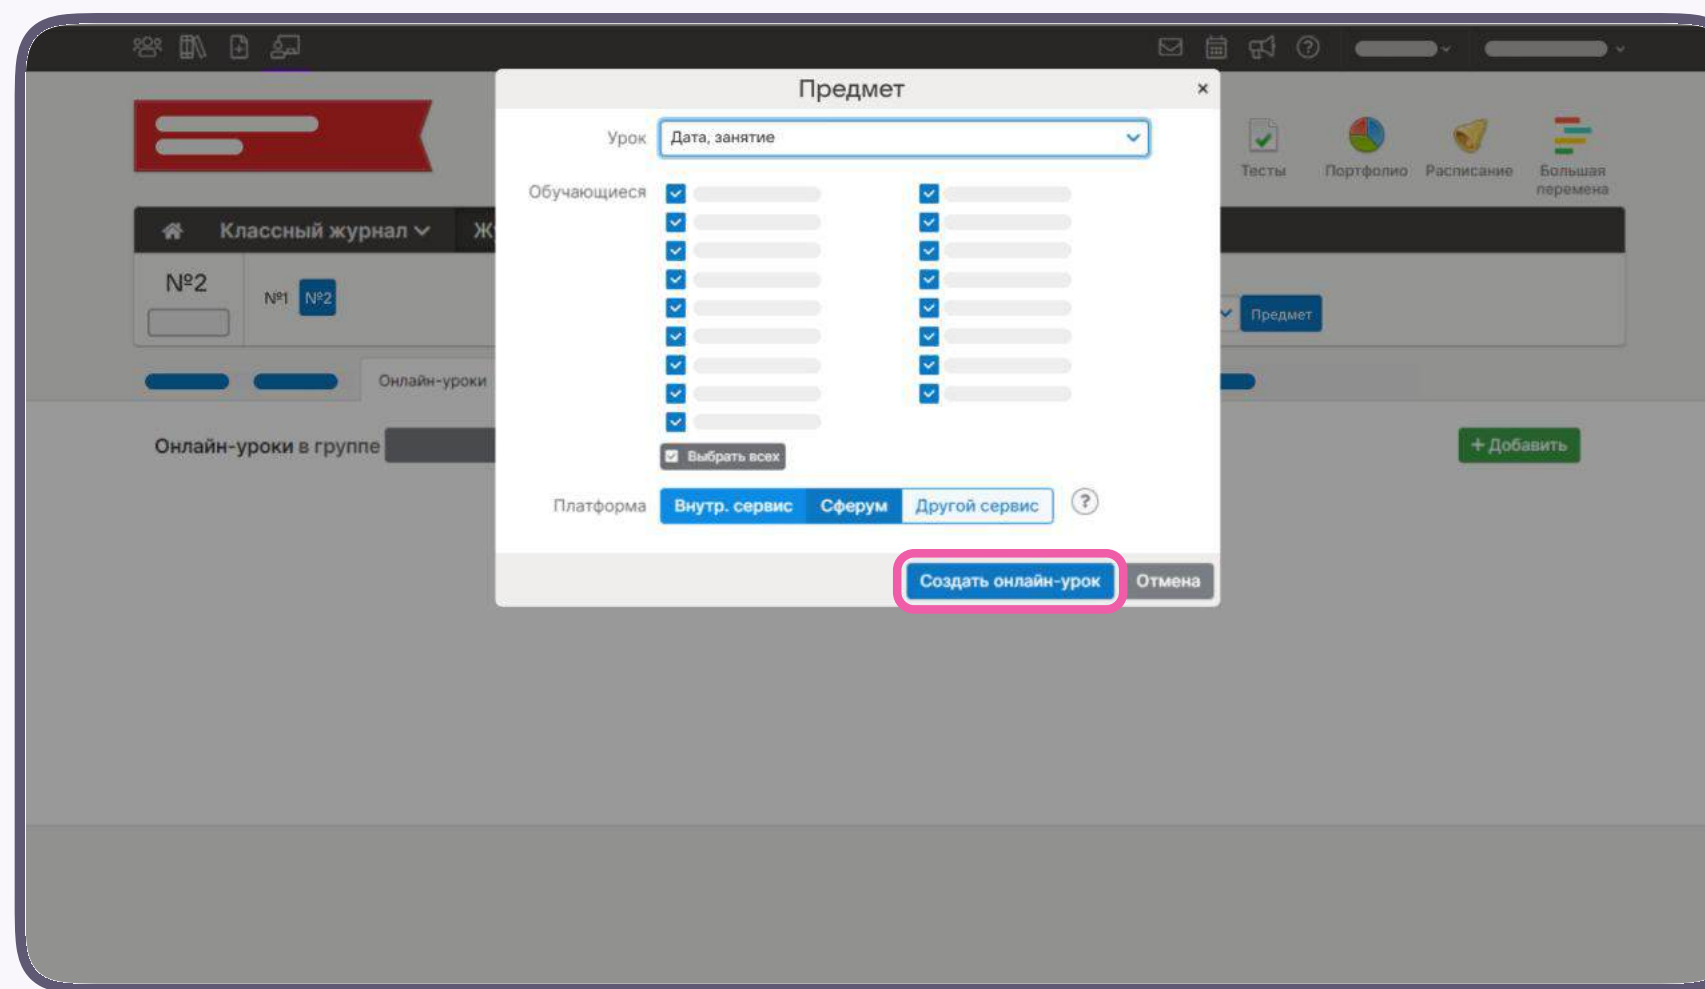 Предмет ×
Урок Дата, занятие
Тесты Портфолио Расписание Большая
перемена
Обучающиеся
Классный журнал Ж
№2
№1 №2
Предмет
Онлайн-уроки
Онлайн-уроки в группе
+ Добавить
Выбрать всех
Платформа Внутр. сервис Сферум Другой сервис ?
Создать онлайн-урок Отмена